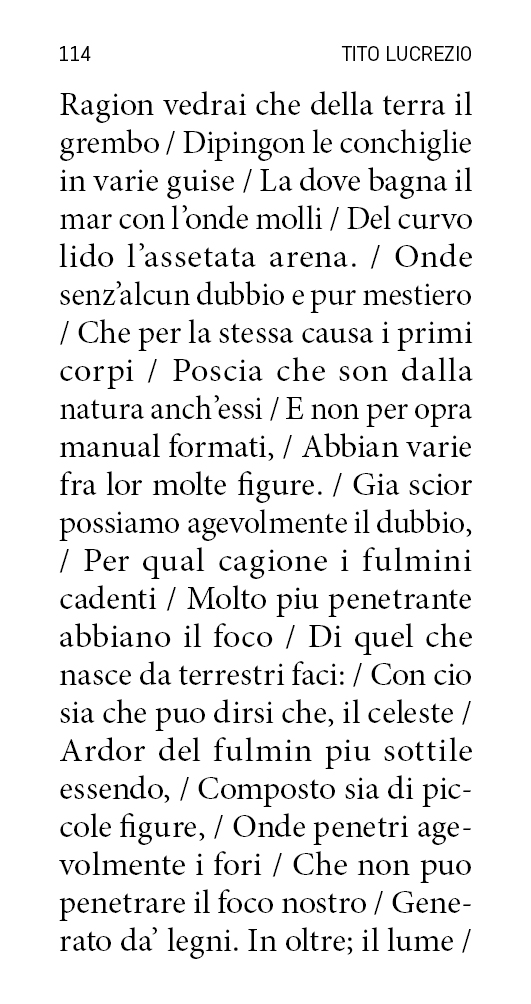 114 TITO LUCREZIO
Ragion vedrai che della terra il
grembo / Dipingon le conchiglie
in varie guise / La dove bagna il
mar con l’onde molli / Del curvo
lido l’assetata arena. / Onde
senz’alcun dubbio e pur mestiero
/ Che per la stessa causa i primi
corpi / Poscia che son dalla
natura anch’essi / E non per opra
manual formati, / Abbian varie
fra lor molte figure. / Gia scior
possiamo agevolmente il dubbio,
/ Per qual cagione i fulmini
cadenti / Molto piu penetrante
abbiano il foco / Di quel che
nasce da terrestri faci: / Con cio
sia che puo dirsi che, il celeste /
Ardor del fulmin piu sottile
essendo, / Composto sia di pic-
cole figure, / Onde penetri age-
volmente i fori / Che non puo
penetrare il foco nostro / Gene-
rato da’ legni. In oltre; il lume /